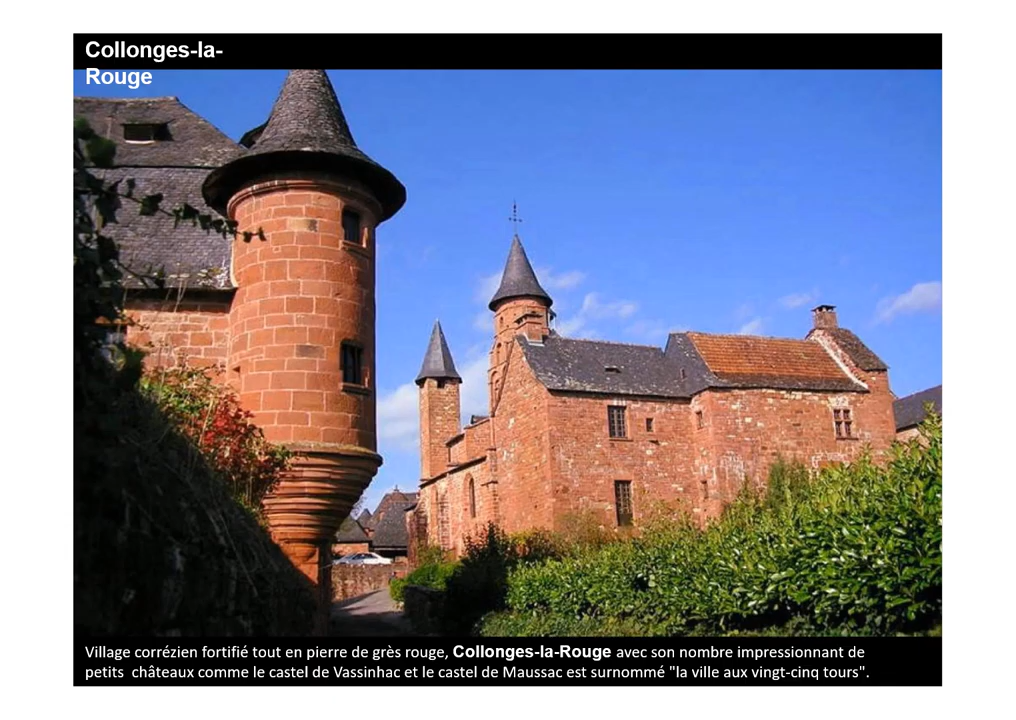 Collonges-la-
Rouge
Village corrézien fortifié tout en pierre de grès rouge, Collonges-la-Rouge avec son nombre impressionnant de
petits châteaux comme le castel de Vassinhac et le castel de Maussac est surnommé "la ville aux vingt-cinq tours".